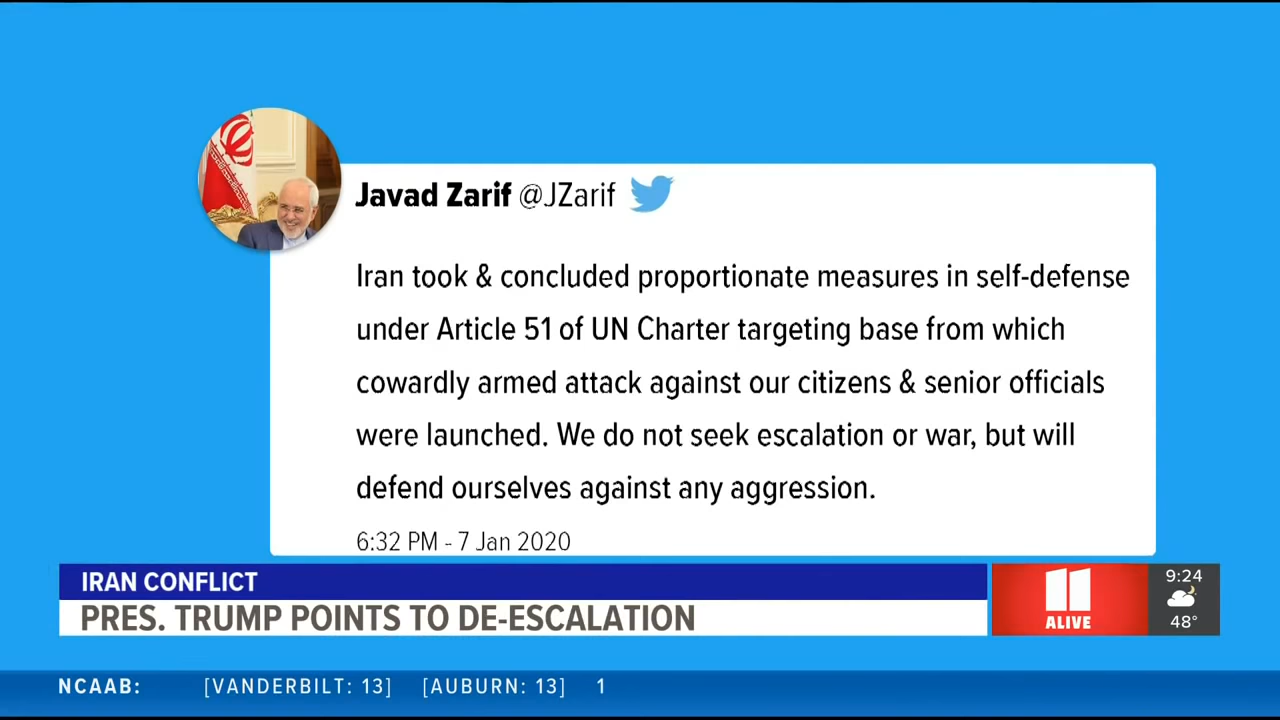 Javad Zarif @JZarif
Iran took & concluded proportionate measures in self-defense
under Article 51 of UN Charter targeting base from which
cowardly armed attack against our citizens & senior officials
were launched. We do not seek escalation or war, but will
defend ourselves against any aggression.
6:32 PM - 7 Jan 2020
IRAN CONFLICT
PRES. TRUMP POINTS TO DE-ESCALATION
11
ALIVE
9:24
48°
NCAAB: [VANDERBILT: 13] [AUBURN: 13] 1